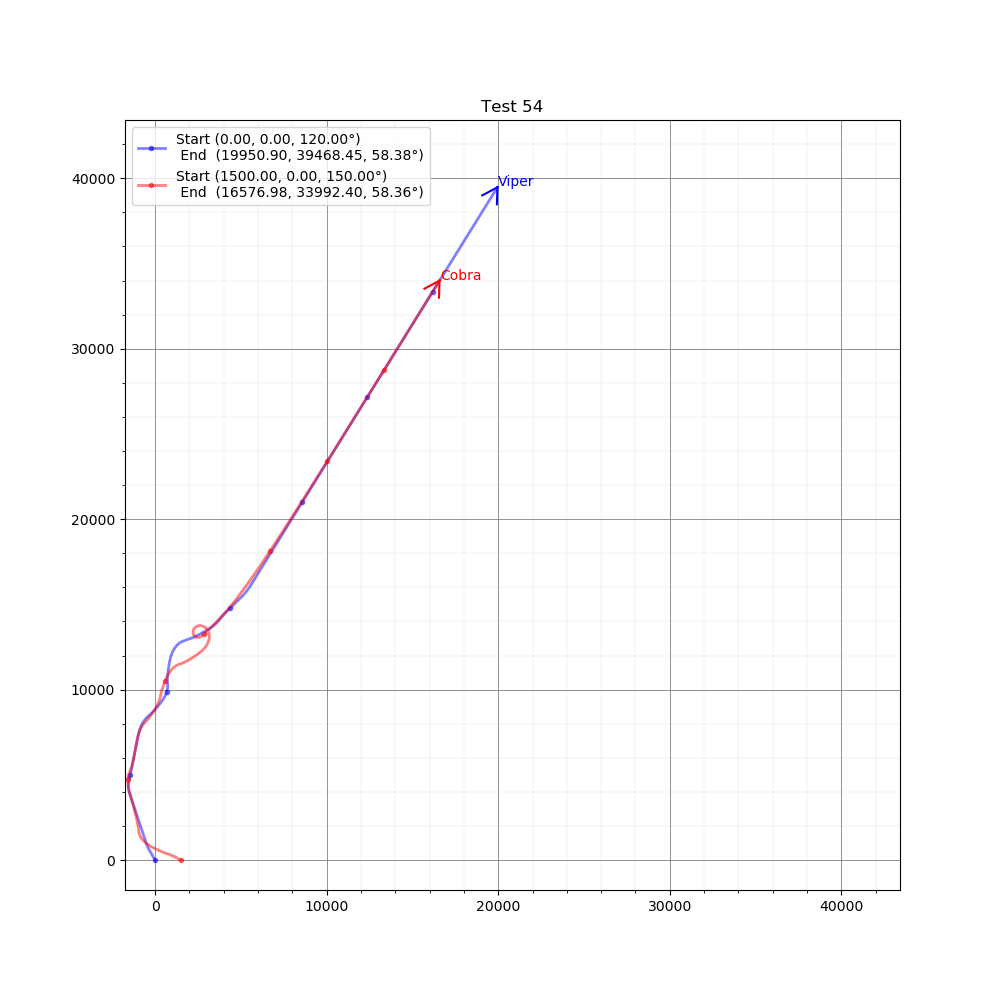 Test 54
Start (0.00, 0.00, 120.00°)
End  (19950.90, 39468.45, 58.38°)
Start (1500.00, 0.00, 150.00°)
End  (16576.98, 33992.40, 58.36°)
40000
Viper
Cobra
30000
20000
10000
0
0 10000 20000 30000 40000